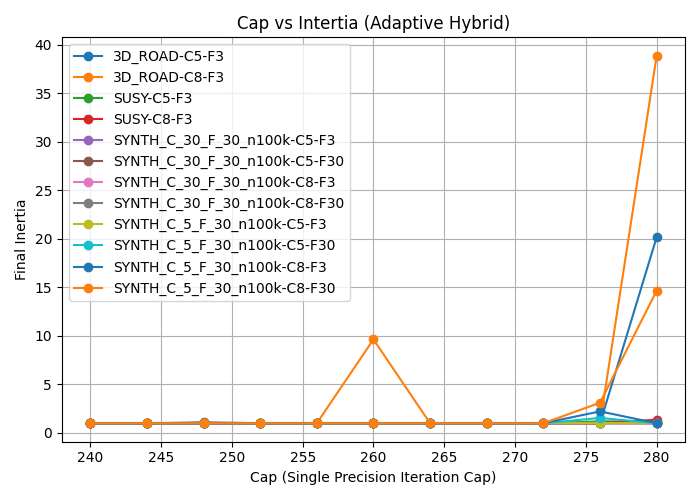 Cap vs Intertia (Adaptive Hybrid)
40
35
30
25
20
15
10
5
0
Final Inertia
3D_ROAD-C5-F3
3D_ROAD-C8-F3
SUSY-C5-F3
SUSY-C8-F3
SYNTH_C_30_F_30_n100k-C5-F3
SYNTH_C_30_F_30_n100k-C5-F30
SYNTH_C_30_F_30_n100k-C8-F3
SYNTH_C_30_F_30_n100k-C8-F30
SYNTH_C_5_F_30_n100k-C5-F3
SYNTH_C_5_F_30_n100k-C5-F30
SYNTH_C_5_F_30_n100k-C8-F3
SYNTH_C_5_F_30_n100k-C8-F30
240 245 250 255 260 265 270 275 280
Cap (Single Precision Iteration Cap)